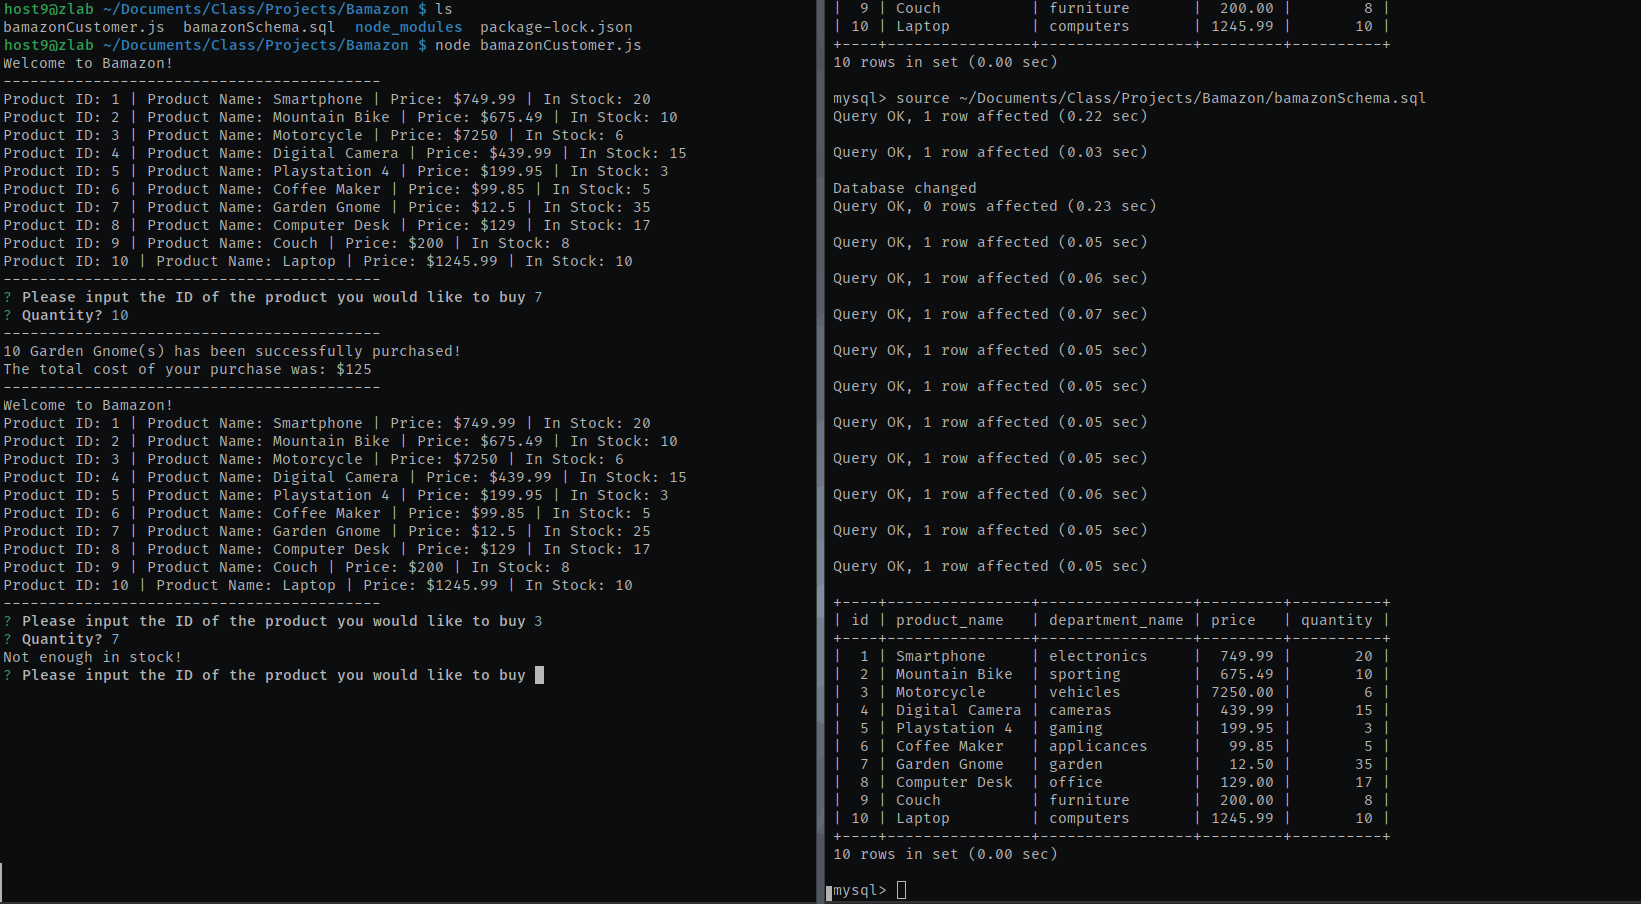 host9@zlab ~/Documents/Class/Projects/Bamazon $ ls
bamazonCustomer.js  bamazonSchema.sql  node_modules  package-lock.json
host9@zlab ~/Documents/Class/Projects/Bamazon $ node bamazonCustomer.js
Welcome to Bamazon!
------------------------------------------
Product ID: 1 | Product Name: Smartphone | Price: $749.99 | In Stock: 20
Product ID: 2 | Product Name: Mountain Bike | Price: $675.49 | In Stock: 10
Product ID: 3 | Product Name: Motorcycle | Price: $7250 | In Stock: 6
Product ID: 4 | Product Name: Digital Camera | Price: $439.99 | In Stock: 15
Product ID: 5 | Product Name: Playstation 4 | Price: $199.95 | In Stock: 3
Product ID: 6 | Product Name: Coffee Maker | Price: $99.85 | In Stock: 5
Product ID: 7 | Product Name: Garden Gnome | Price: $12.5 | In Stock: 35
Product ID: 8 | Product Name: Computer Desk | Price: $129 | In Stock: 17
Product ID: 9 | Product Name: Couch | Price: $200 | In Stock: 8
Product ID: 10 | Product Name: Laptop | Price: $1245.99 | In Stock: 10
------------------------------------------
? Please input the ID of the product you would like to buy 7
? Quantity? 10
------------------------------------------
10 Garden Gnome(s) has been successfully purchased!
The total cost of your purchase was: $125
------------------------------------------
Welcome to Bamazon!
Product ID: 1 | Product Name: Smartphone | Price: $749.99 | In Stock: 20
Product ID: 2 | Product Name: Mountain Bike | Price: $675.49 | In Stock: 10
Product ID: 3 | Product Name: Motorcycle | Price: $7250 | In Stock: 6
Product ID: 4 | Product Name: Digital Camera | Price: $439.99 | In Stock: 15
Product ID: 5 | Product Name: Playstation 4 | Price: $199.95 | In Stock: 3
Product ID: 6 | Product Name: Coffee Maker | Price: $99.85 | In Stock: 5
Product ID: 7 | Product Name: Garden Gnome | Price: $12.5 | In Stock: 25
Product ID: 8 | Product Name: Computer Desk | Price: $129 | In Stock: 17
Product ID: 9 | Product Name: Couch | Price: $200 | In Stock: 8
Product ID: 10 | Product Name: Laptop | Price: $1245.99 | In Stock: 10
------------------------------------------
? Please input the ID of the product you would like to buy 3
? Quantity? 7
Not enough in stock!
? Please input the ID of the product you would like to buy
|  9 | Couch          | furniture       |  200.00 |        8 |
| 10 | Laptop         | computers       | 1245.99 |       10 |
+----+----------------+-----------------+---------+----------+
10 rows in set (0.00 sec)
mysql> source ~/Documents/Class/Projects/Bamazon/bamazonSchema.sql
Query OK, 1 row affected (0.22 sec)
Query OK, 1 row affected (0.03 sec)
Database changed
Query OK, 0 rows affected (0.23 sec)
Query OK, 1 row affected (0.05 sec)
Query OK, 1 row affected (0.06 sec)
Query OK, 1 row affected (0.07 sec)
Query OK, 1 row affected (0.05 sec)
Query OK, 1 row affected (0.05 sec)
Query OK, 1 row affected (0.05 sec)
Query OK, 1 row affected (0.05 sec)
Query OK, 1 row affected (0.06 sec)
Query OK, 1 row affected (0.05 sec)
Query OK, 1 row affected (0.05 sec)
+----+----------------+-----------------+---------+----------+
| id | product_name   | department_name | price   | quantity |
+----+----------------+-----------------+---------+----------+
|  1 | Smartphone     | electronics     |  749.99 |       20 |
|  2 | Mountain Bike  | sporting        |  675.49 |       10 |
|  3 | Motorcycle     | vehicles        | 7250.00 |        6 |
|  4 | Digital Camera | cameras         |  439.99 |       15 |
|  5 | Playstation 4  | gaming          |  199.95 |        3 |
|  6 | Coffee Maker   | applicances     |   99.85 |        5 |
|  7 | Garden Gnome   | garden          |   12.50 |       35 |
|  8 | Computer Desk  | office          |  129.00 |       17 |
|  9 | Couch          | furniture       |  200.00 |        8 |
| 10 | Laptop         | computers       | 1245.99 |       10 |
+----+----------------+-----------------+---------+----------+
10 rows in set (0.00 sec)
mysql>